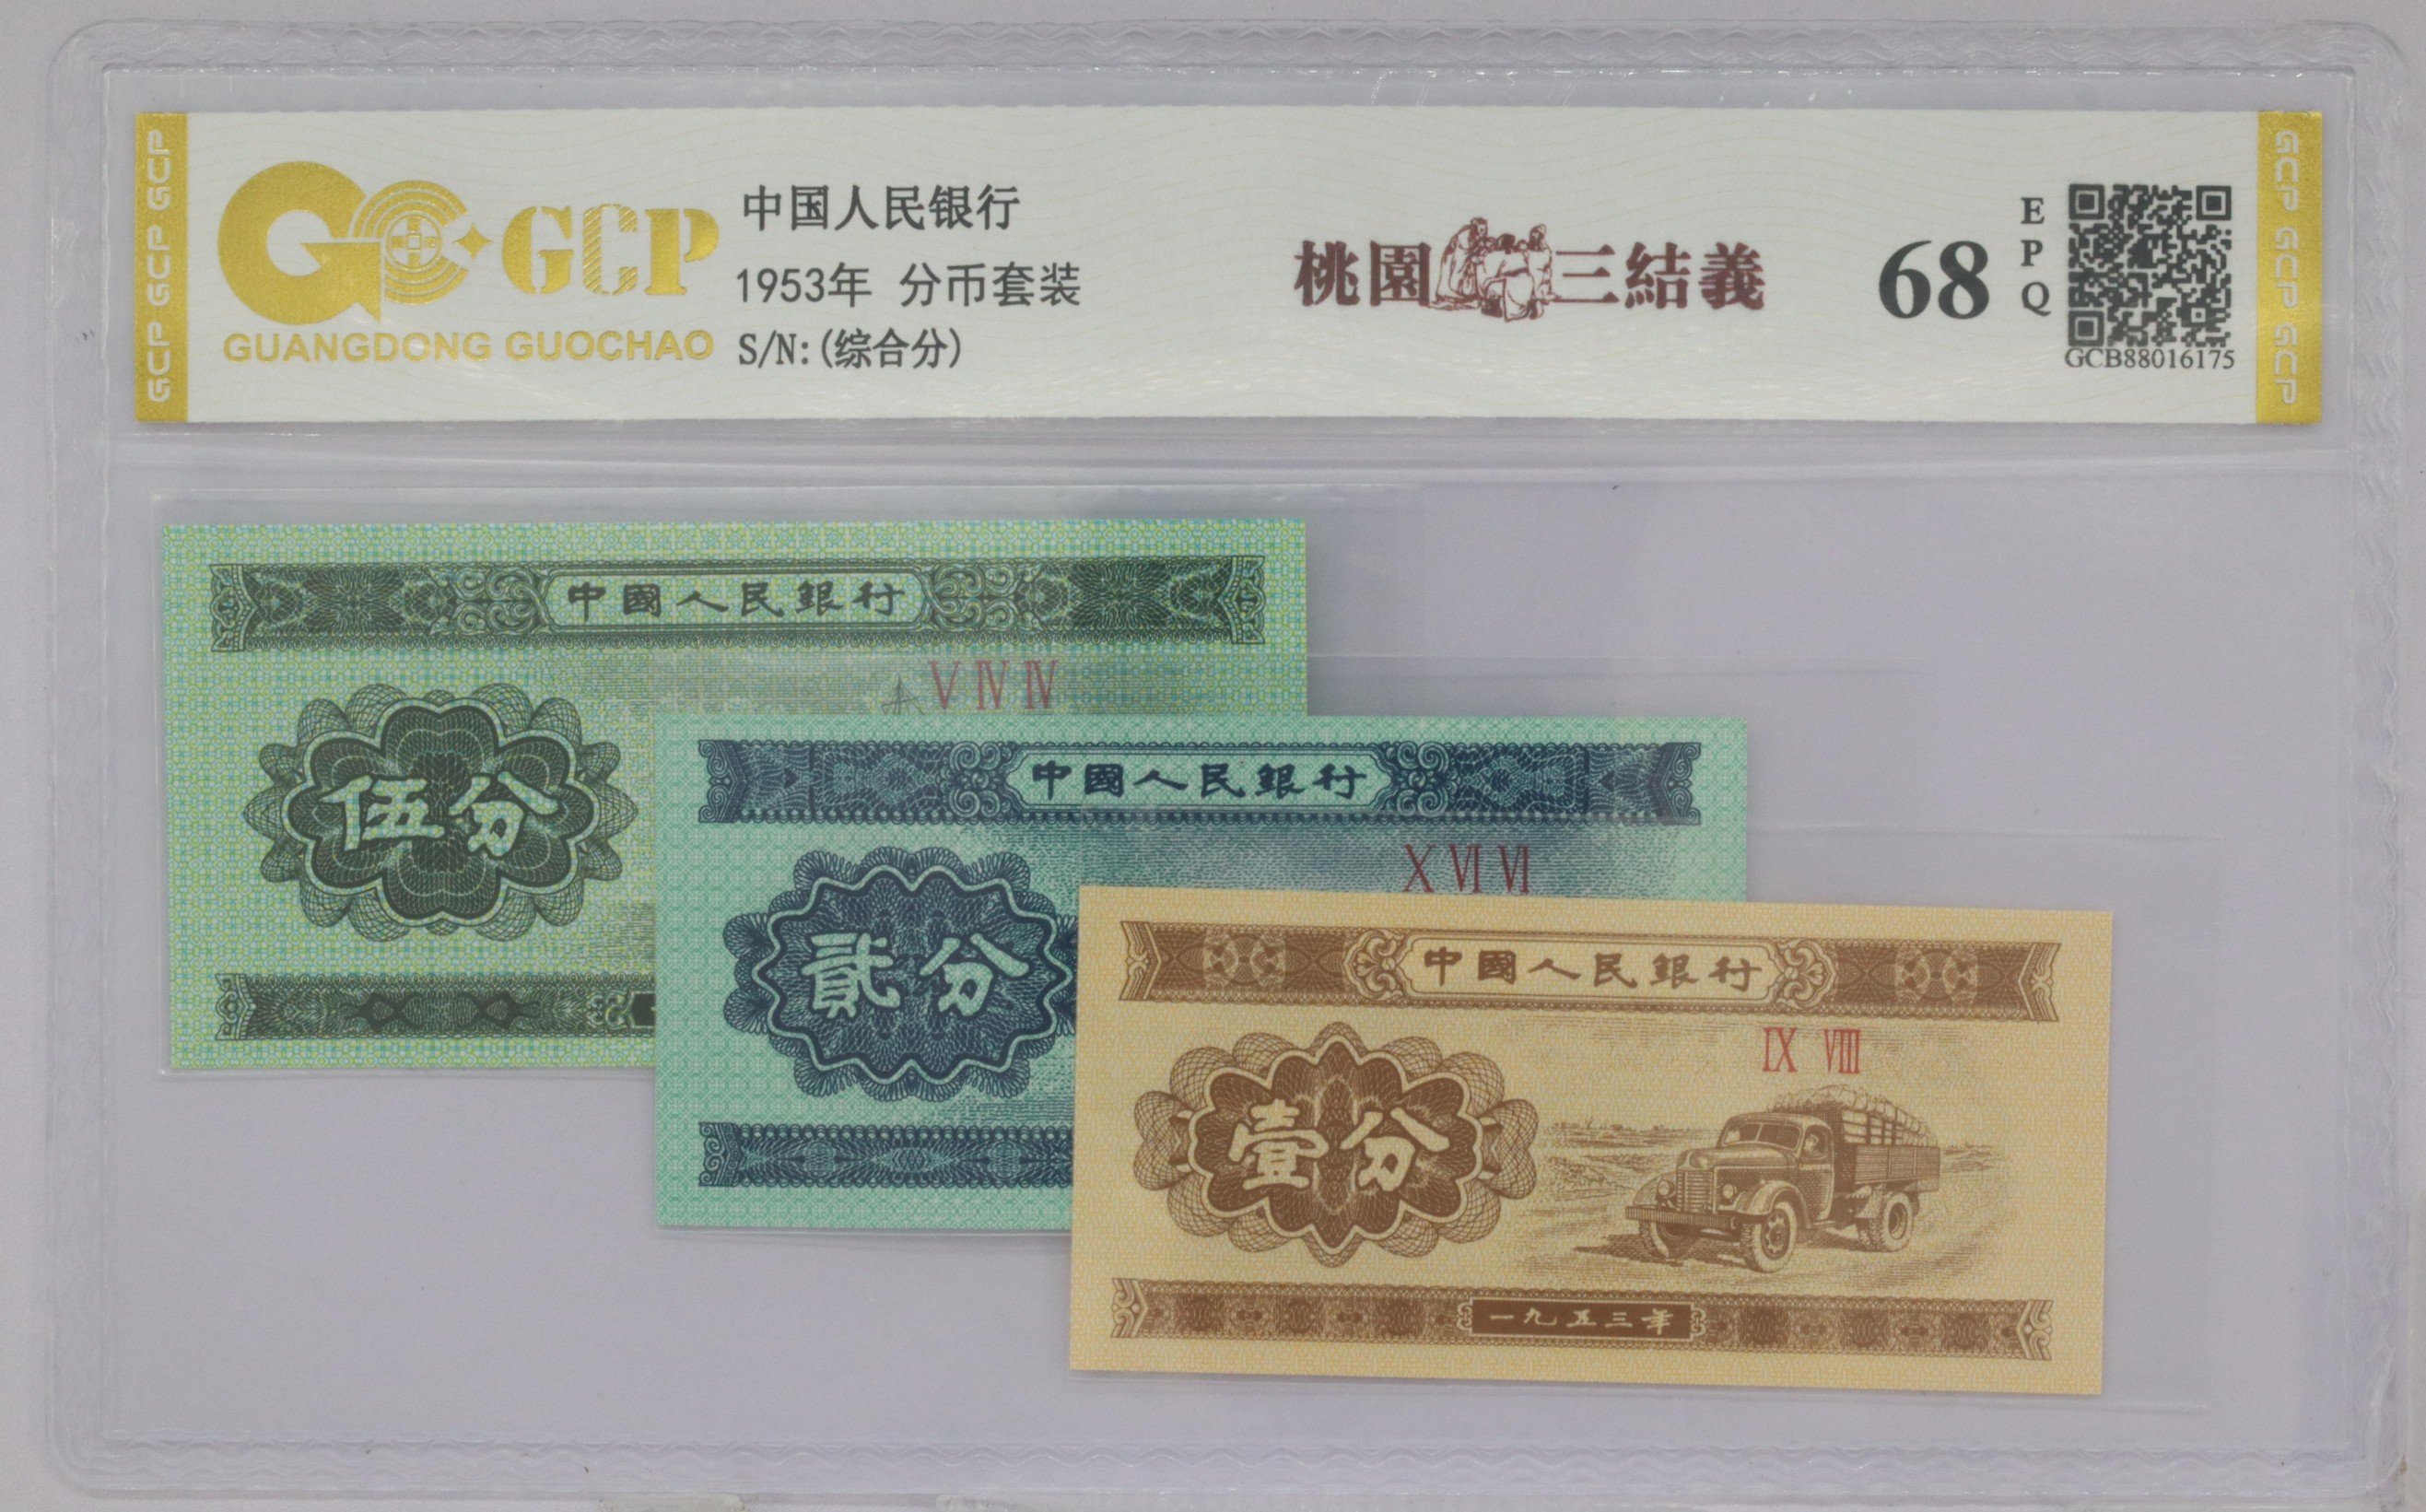 GCP GCP GCP
GCP
GUANGDONG GUOCHAO
中国人民银行
1953年 分币套装
S/N:(综合分)
桃園三結義
68
EPQ
GCB88016175
GCP GCP GCP
中國人民銀行
V IV IV
伍分
中國人民銀行
X VI VI
貳分
中國人民銀行
IX VIII
壹分
一九五三年